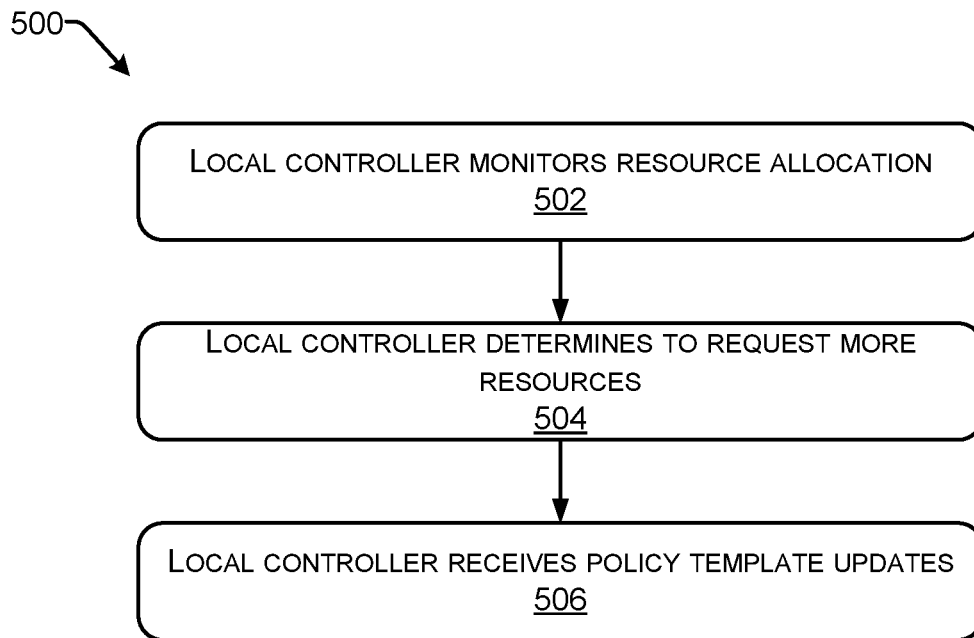 500
LOCAL CONTROLLER MONITORS RESOURCE ALLOCATION
502
LOCAL CONTROLLER DETERMINES TO REQUEST MORE
RESOURCES
504
LOCAL CONTROLLER RECEIVES POLICY TEMPLATE UPDATES
506